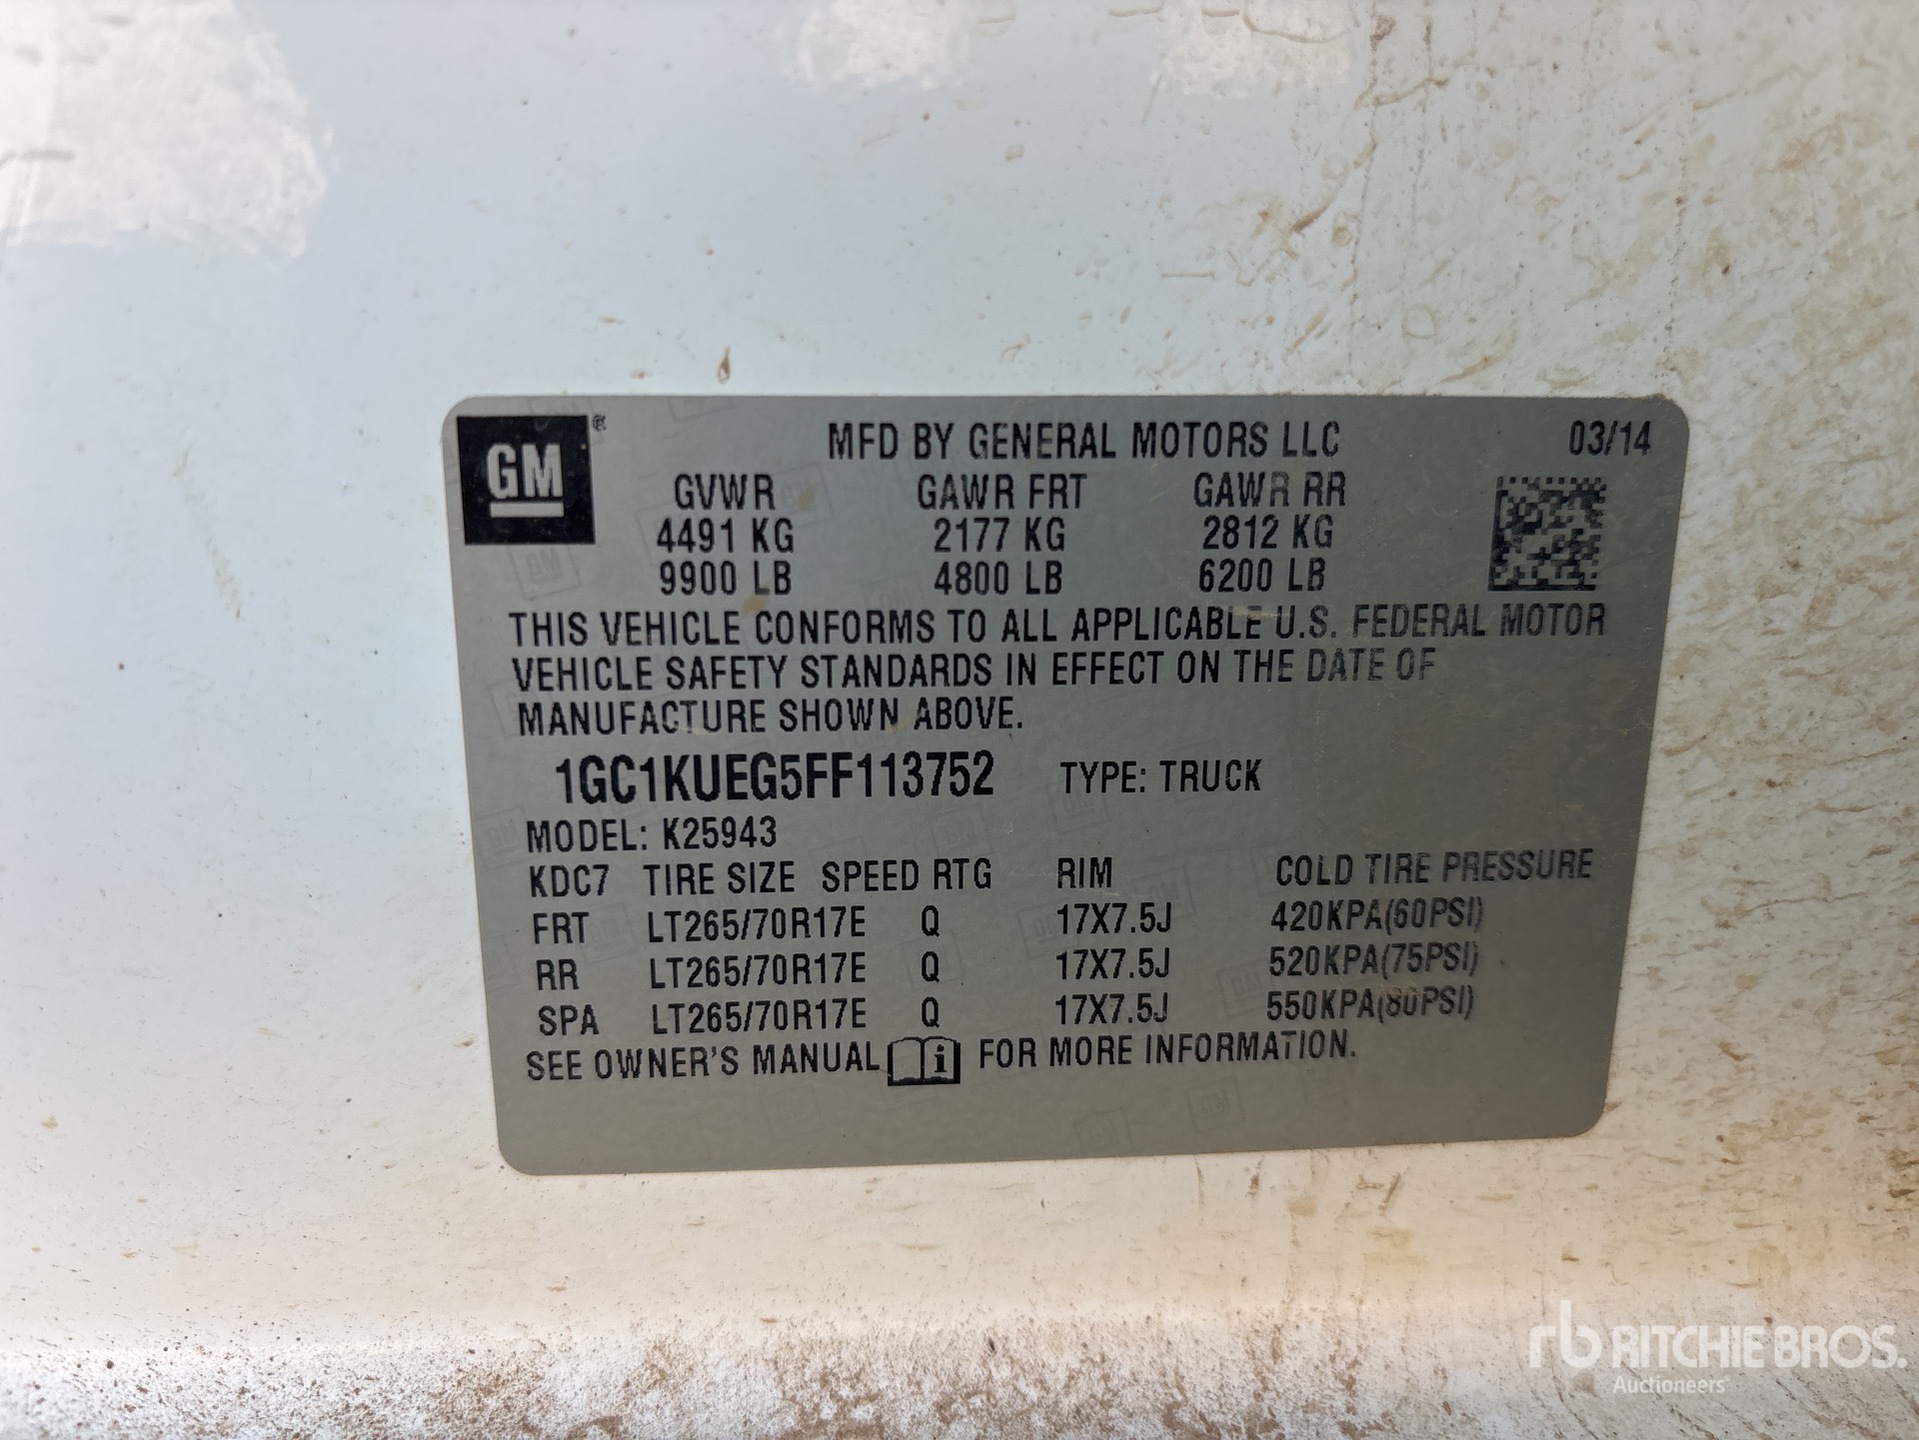 GM®
MFD BY GENERAL MOTORS LLC 03/14
GVWR GAWR FRT GAWR RR
4491 KG 2177 KG 2812 KG
9900 LB 4800 LB 6200 LB
THIS VEHICLE CONFORMS TO ALL APPLICABLE U.S. FEDERAL MOTOR
VEHICLE SAFETY STANDARDS IN EFFECT ON THE DATE OF
MANUFACTURE SHOWN ABOVE.
1GC1KUEG5FF113752 TYPE: TRUCK
MODEL: K25943
KDC7 TIRE SIZE SPEED RTG RIM COLD TIRE PRESSURE
FRT LT265/70R17E Q 17X7.5J 420KPA(60PSI)
RR LT265/70R17E Q 17X7.5J 520KPA(75PSI)
SPA LT265/70R17E Q 17X7.5J 550KPA(80PSI)
SEE OWNER'S MANUAL i FOR MORE INFORMATION.
rb RITCHIE BROS.
Auctioneers